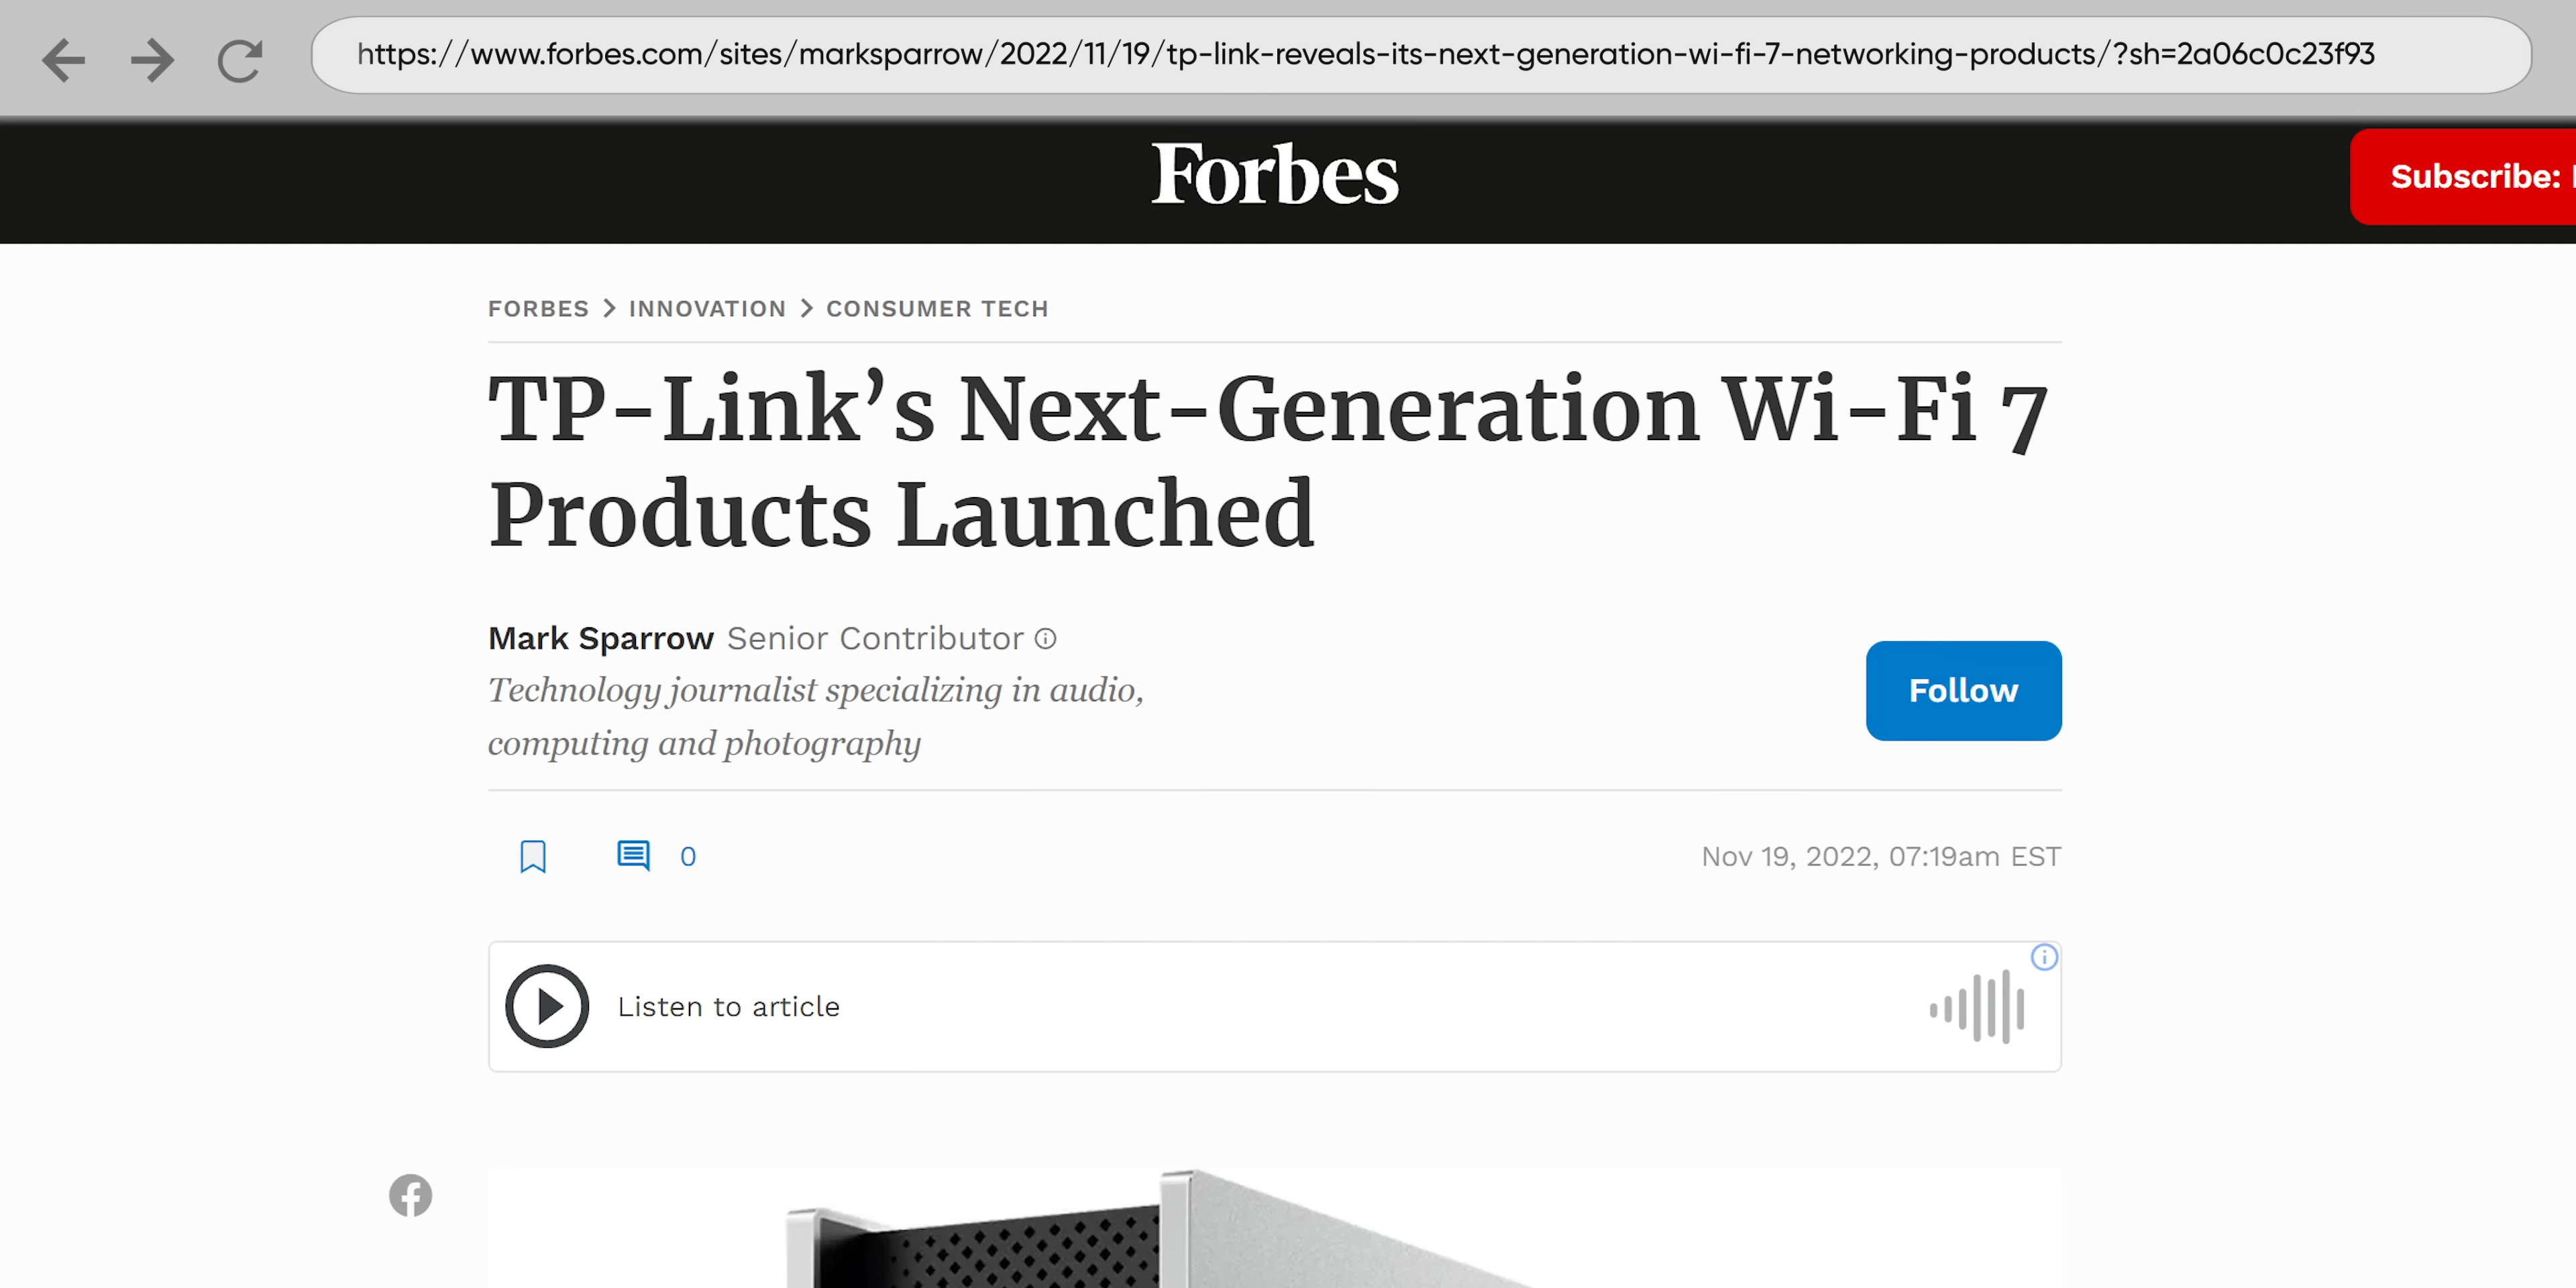 https://www.forbes.com/sites/marksparrow/2022/11/19/tp-link-reveals-its-next-generation-wi-fi-7-networking-products/?sh=2a06c0c23f93
Forbes
Subscribe:
FORBES > INNOVATION > CONSUMER TECH
TP-Link’s Next-Generation Wi-Fi 7
Products Launched
Mark Sparrow Senior Contributor
Technology journalist specializing in audio,
computing and photography
Follow
0
Nov 19, 2022, 07:19am EST
Listen to article